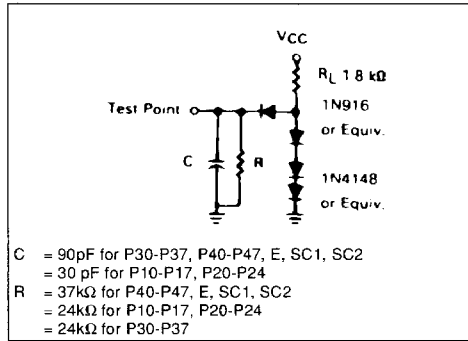 VCC
RL 1 8 kΩ
Test Point
1N916
or Equiv.
C
R
1N4148
or Equiv.
C = 90pF for P30-P37, P40-P47, E, SC1, SC2
= 30 pF for P10-P17, P20-P24
R = 37kΩ for P40-P47, E, SC1, SC2
= 24kΩ for P10-P17, P20-P24
= 24kΩ for P30-P37